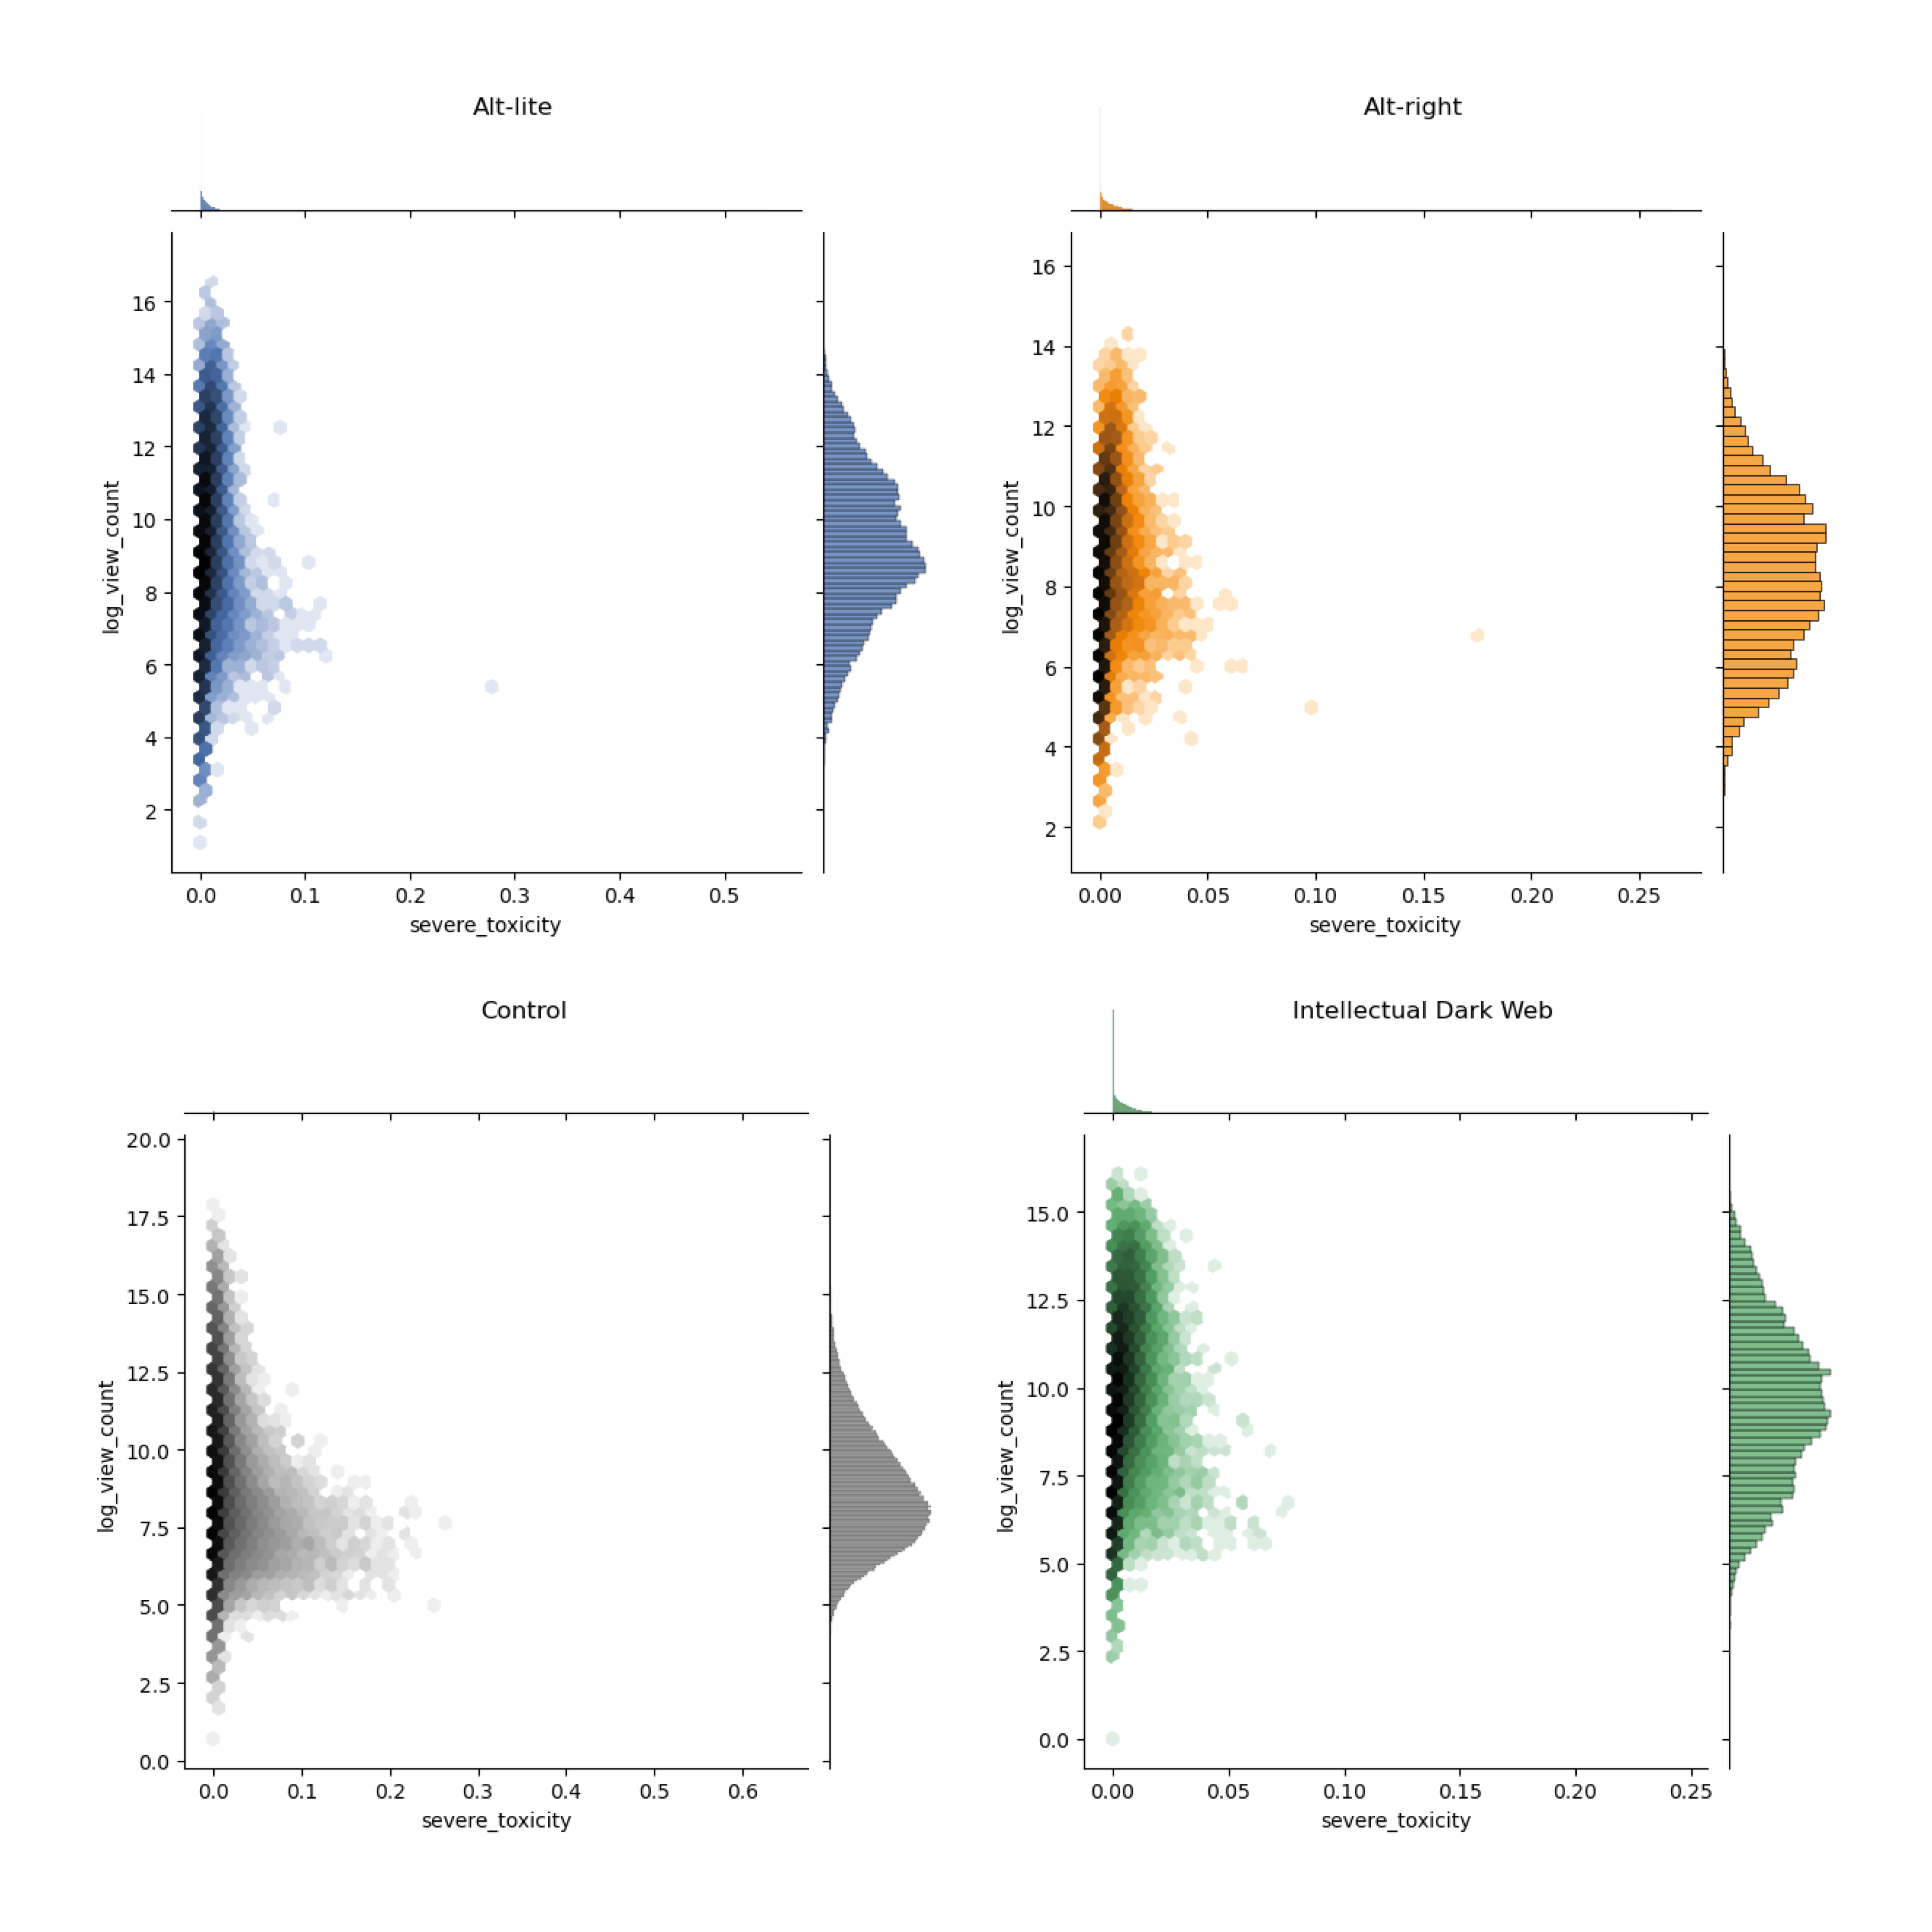 Alt-lite
16
14
12
10
8
6
4
2
log_view_count
0.0 0.1 0.2 0.3 0.4 0.5
severe_toxicity
Alt-right
16
14
12
10
8
6
4
2
log_view_count
0.00 0.05 0.10 0.15 0.20 0.25
severe_toxicity
Control
20.0
17.5
15.0
12.5
10.0
7.5
5.0
2.5
0.0
log_view_count
0.0 0.1 0.2 0.3 0.4 0.5 0.6
severe_toxicity
Intellectual Dark Web
15.0
12.5
10.0
7.5
5.0
2.5
0.0
log_view_count
0.00 0.05 0.10 0.15 0.20 0.25
severe_toxicity